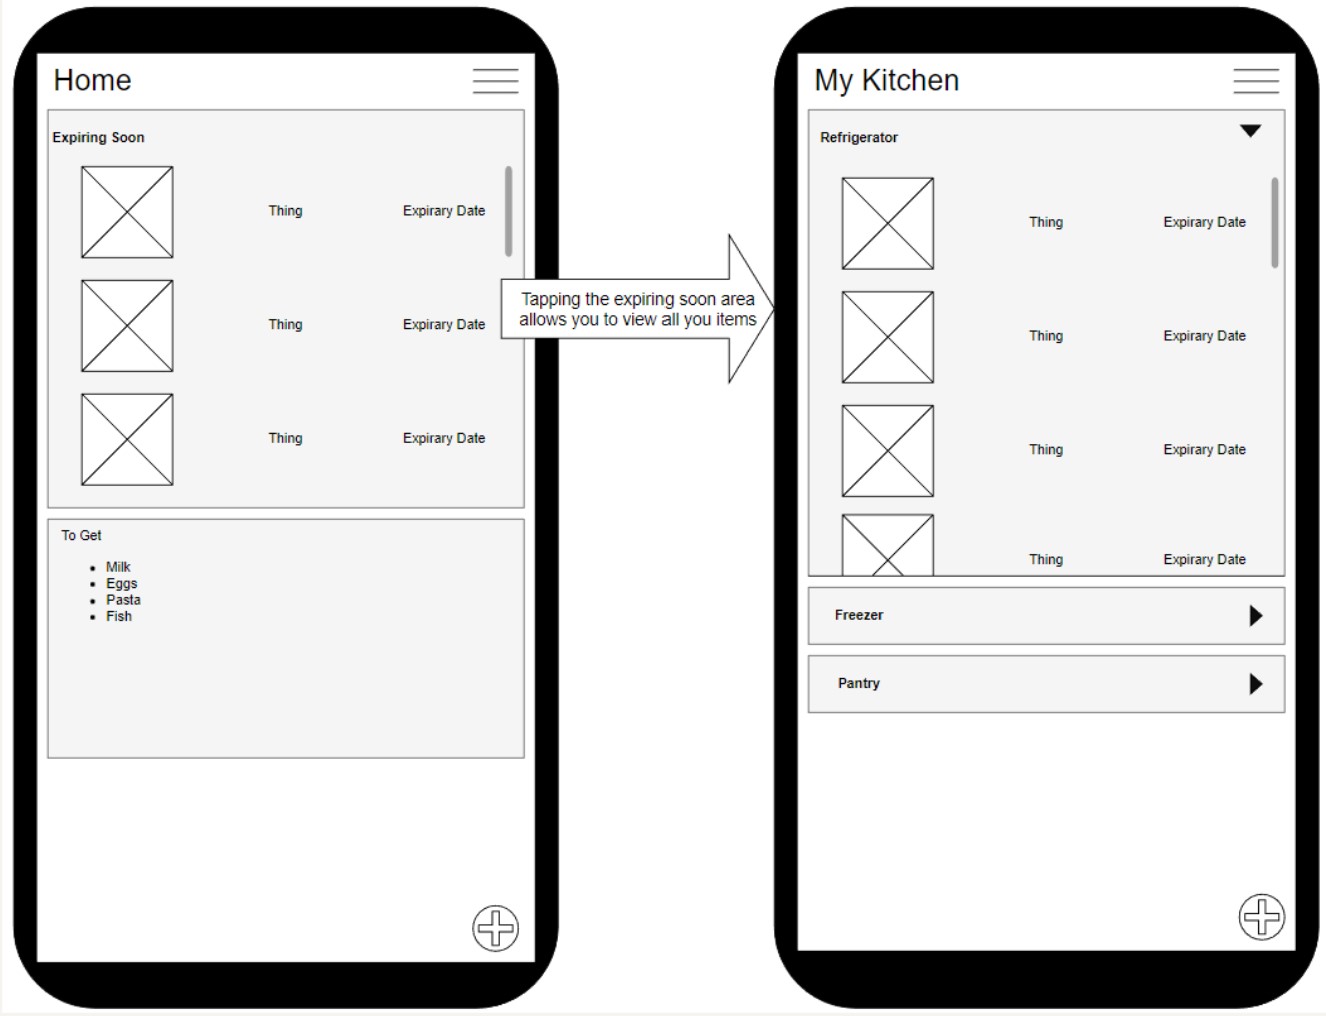 Home
Expiring Soon
Thing Expirary Date
Thing Expirary Date
Thing Expirary Date
To Get
Milk
Eggs
Pasta
Fish
Tapping the expiring soon area
allows you to view all you items
My Kitchen
Refrigerator
Thing Expirary Date
Thing Expirary Date
Thing Expirary Date
Thing Expirary Date
Freezer
Pantry